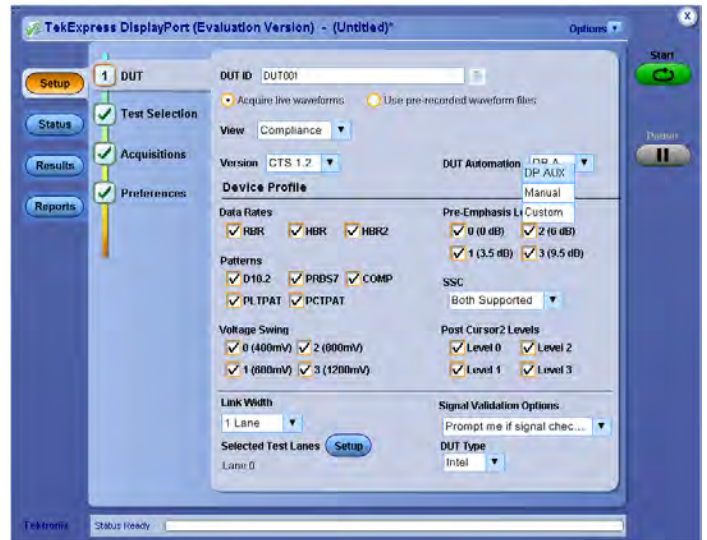 TekExpress DisplayPort (Evaluation Version) - (Untitled)*
Options
x
Start
Setup
1 DUT
DUT ID DUT001
Acquire live waveforms Use pre-recorded waveform files
Status
Test Selection
View Compliance
Pause
Results
Acquisitions
Version CTS 1.2
DUT Automation DP A...
DP AUX
Manual
Custom
Reports
Preferences
Device Profile
Data Rates
RBR HBR HBR2
Pre-Emphasis
0 (0 dB) 2 (6 dB)
1 (3.5 dB) 3 (9.5 dB)
Patterns
D10.2 PRBS7 COMP
PLTPAT PCTPAT
SSC
Both Supported
Voltage Swing
0 (400mV) 2 (800mV)
1 (600mV) 3 (1200mV)
Post Cursor2 Levels
Level 0 Level 2
Level 1 Level 3
Link Width
1 Lane
Signal Validation Options
Prompt me if signal chec...
Selected Test Lanes Setup
Lane 0
DUT Type
Intel
Tektronix
Status Ready